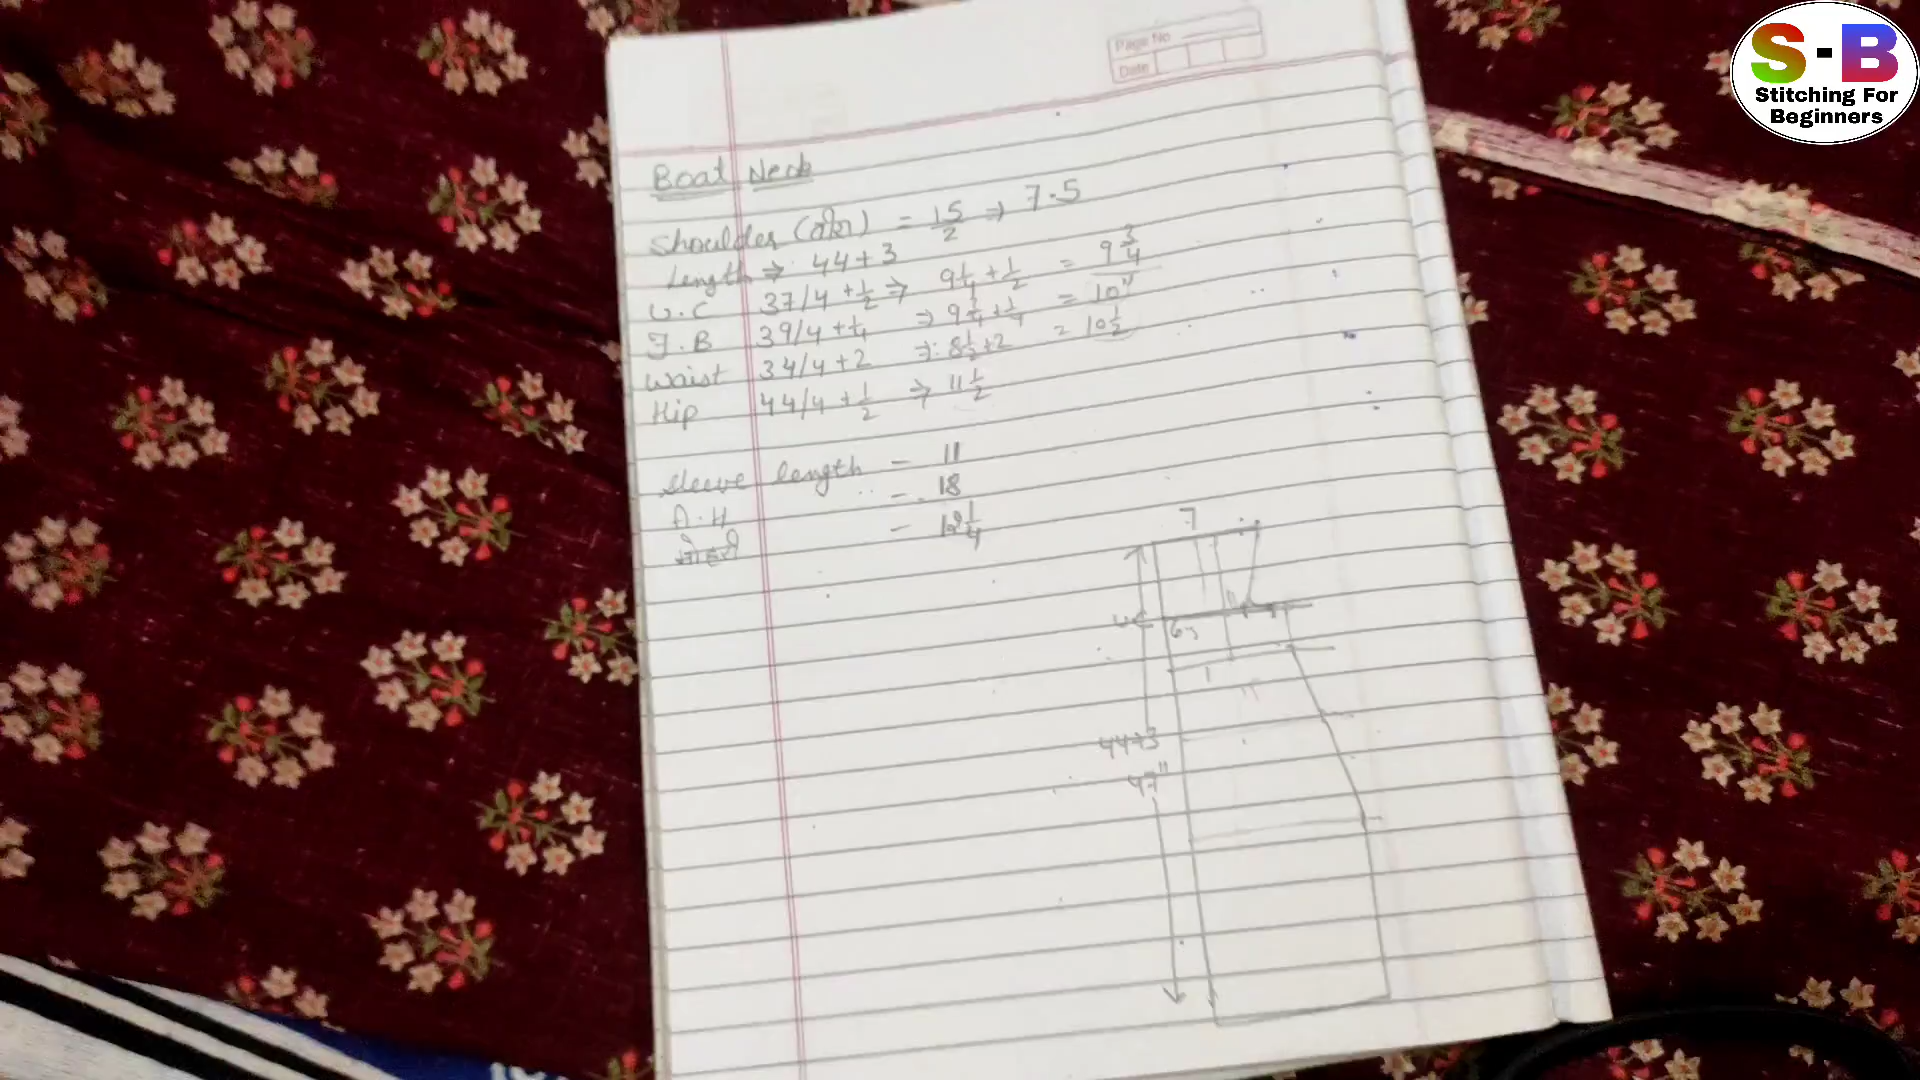 Page No
Date
Boat Neck
Shoulder (तीरा) = 15/2 ⇒ 7.5
Length ⇒ 44+3
U.C 37/4 + 1/2 ⇒ 9 1/4 + 1/2 = 9 3/4
F.B 39/4 + 1/4 ⇒ 9 3/4 + 1/4 = 10"
Waist 34/4 + 2 ⇒ 8 1/2 + 2 = 10 1/2
Hip 44/4 + 1/2 ⇒ 11 1/2
Sleeve length - 11
A.H - 18
मोहरी - 12 1/4
7
44+3
47"
S-B
Stitching For
Beginners